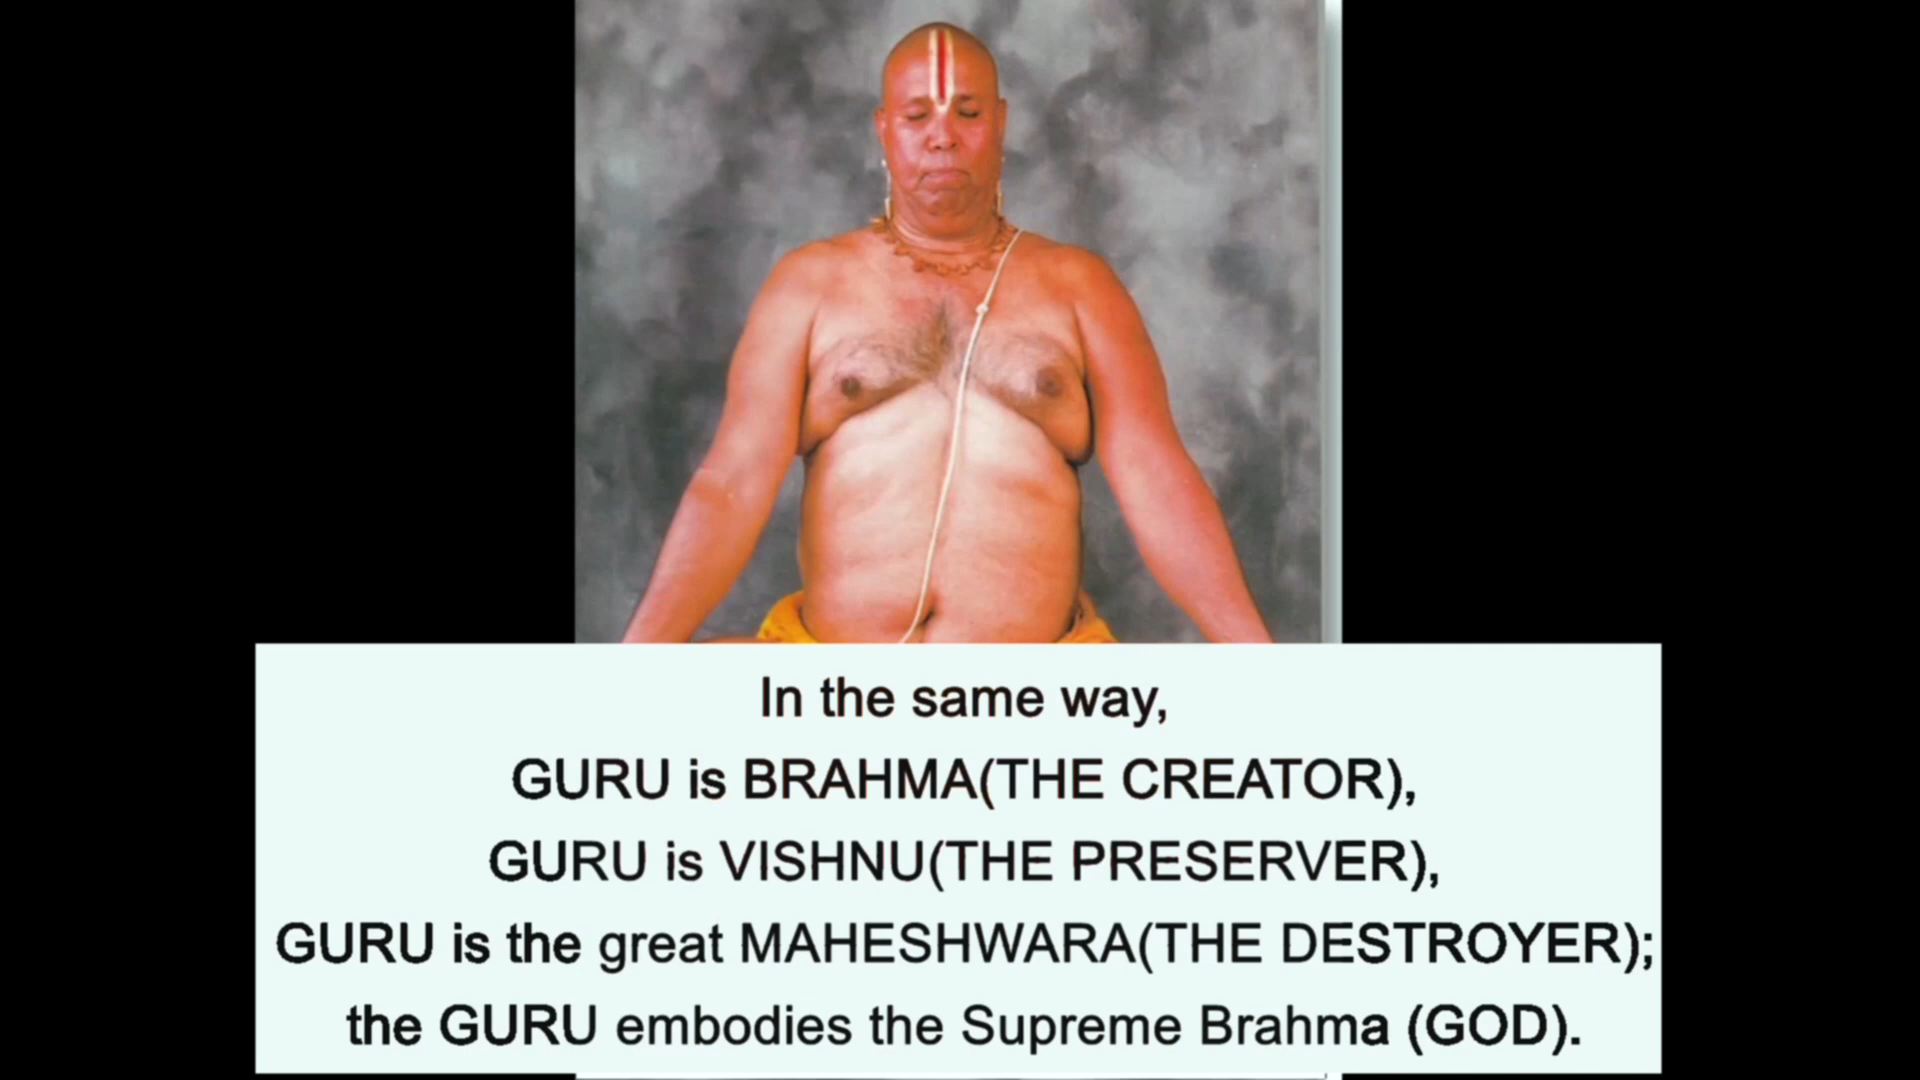 In the same way,
GURU is BRAHMA(THE CREATOR),
GURU is VISHNU(THE PRESERVER),
GURU is the great MAHESHWARA(THE DESTROYER);
the GURU embodies the Supreme Brahma (GOD).